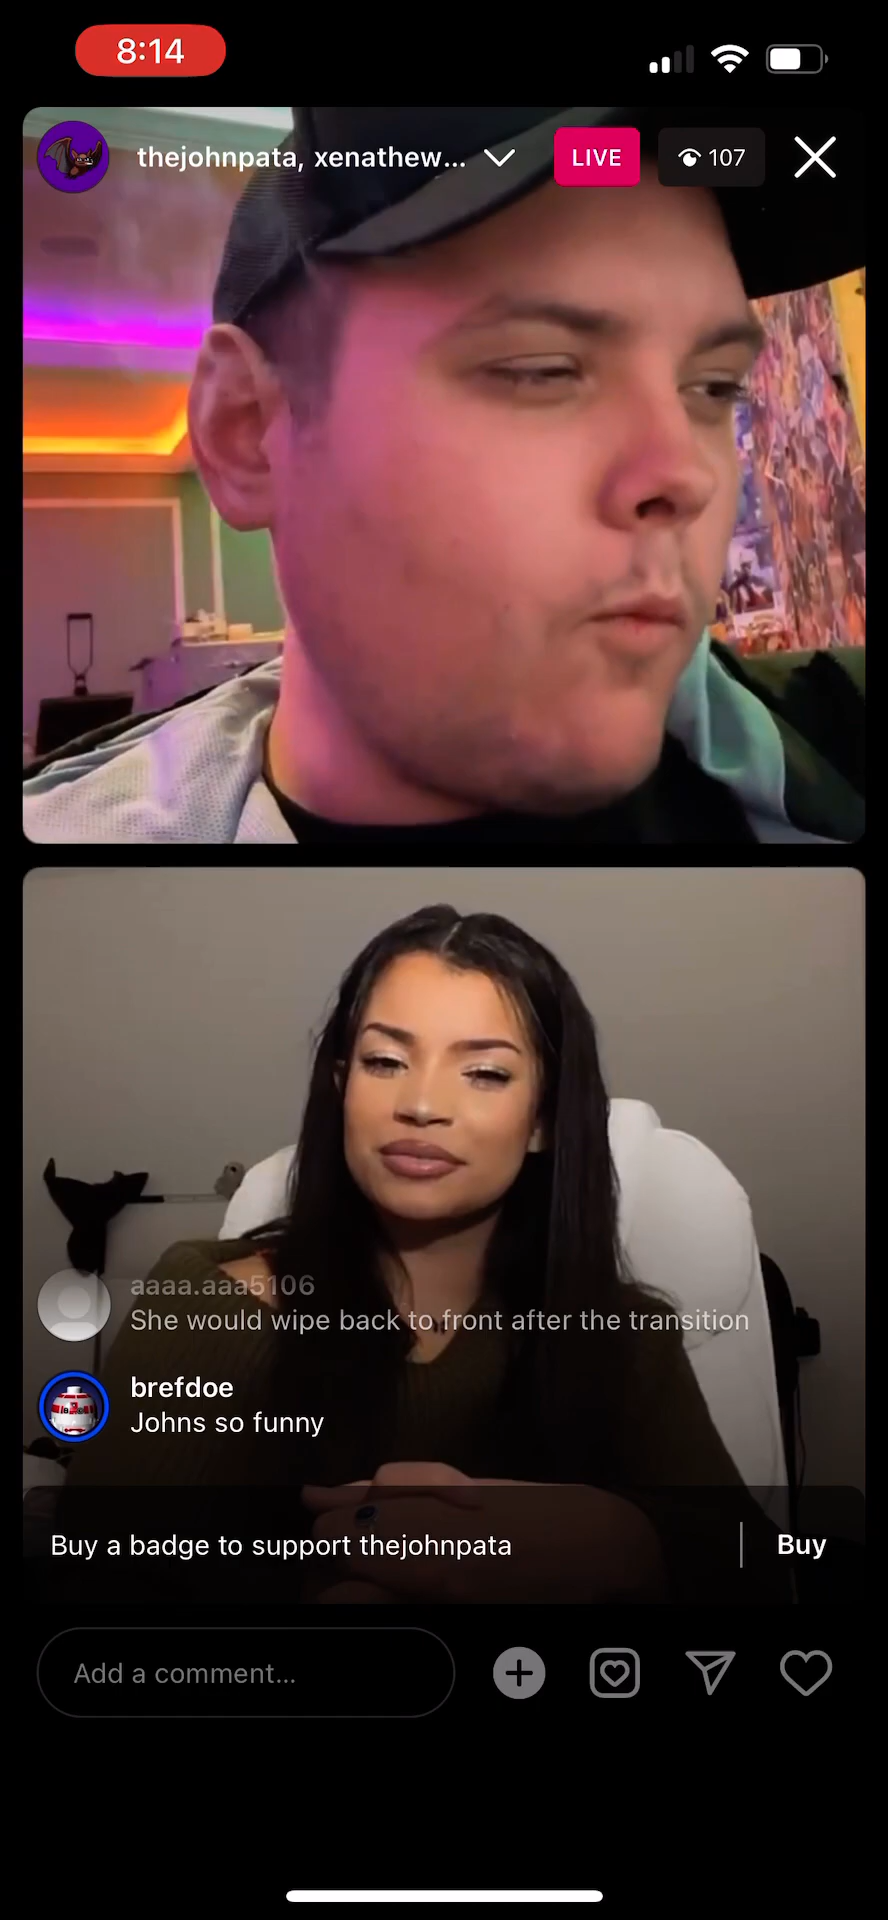 8:14
thejohnpata, xenathew...
LIVE
107
aaaa.aaa5106
She would wipe back to front after the transition
brefdoe
Johns so funny
Buy a badge to support thejohnpata
Buy
Add a comment...